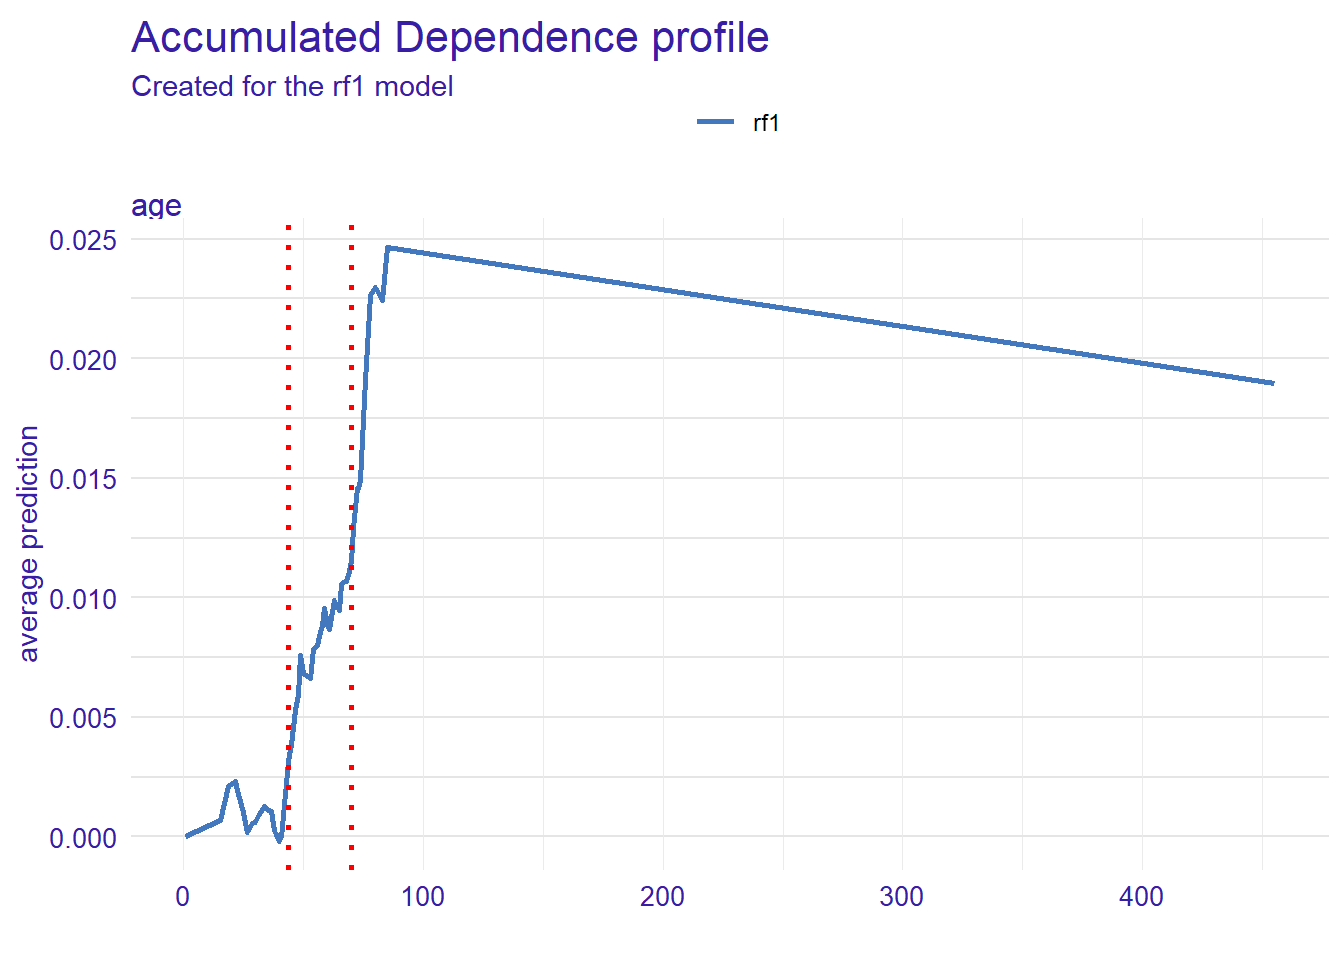 Accumulated Dependence profile
Created for the rf1 model
rf1
age
average prediction
0.025
0.020
0.015
0.010
0.005
0.000
0 100 200 300 400